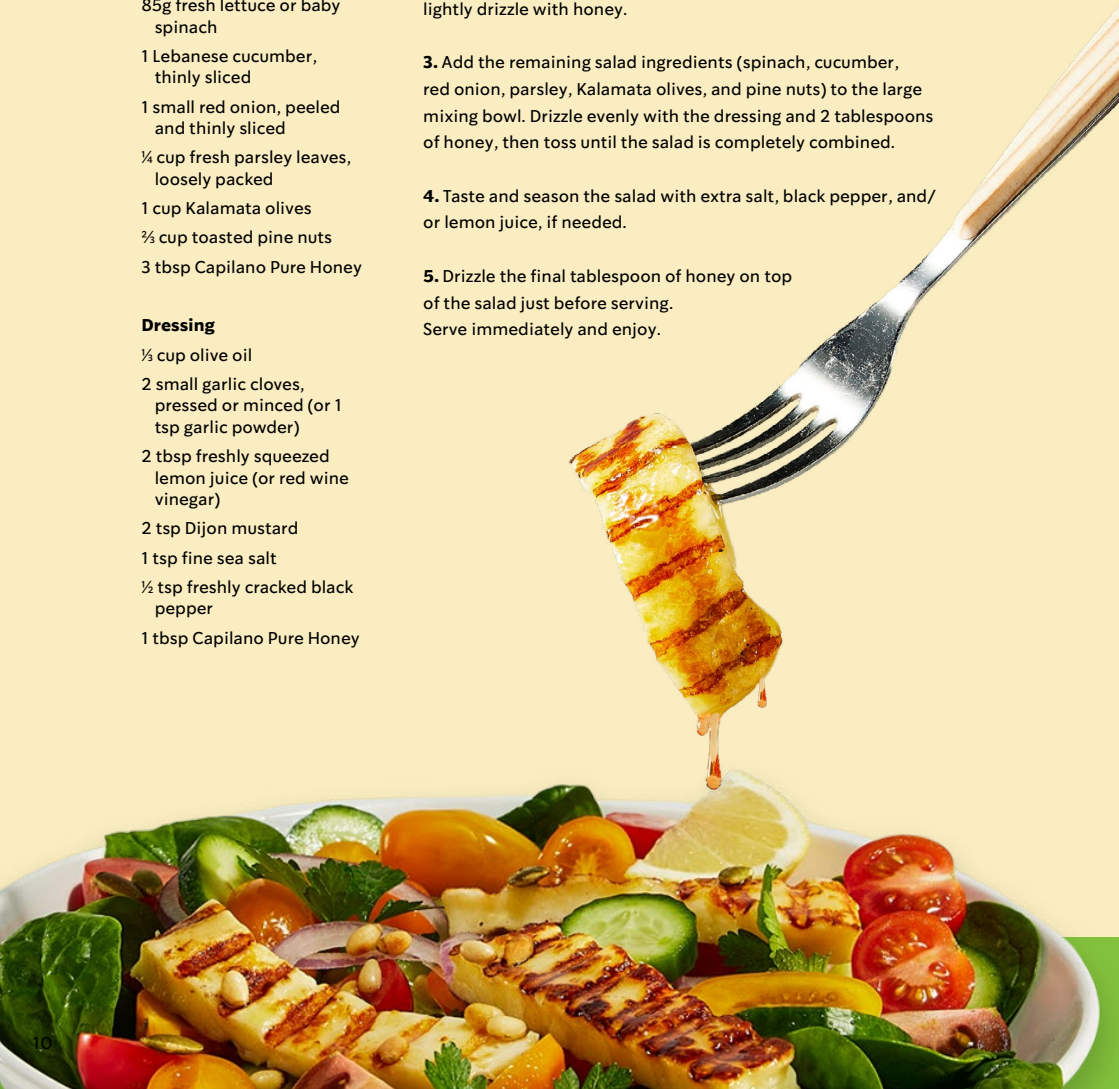 85g fresh lettuce or baby
spinach
1 Lebanese cucumber,
thinly sliced
1 small red onion, peeled
and thinly sliced
¼ cup fresh parsley leaves,
loosely packed
1 cup Kalamata olives
⅔ cup toasted pine nuts
3 tbsp Capilano Pure Honey
Dressing
⅓ cup olive oil
2 small garlic cloves,
pressed or minced (or 1
tsp garlic powder)
2 tbsp freshly squeezed
lemon juice (or red wine
vinegar)
2 tsp Dijon mustard
1 tsp fine sea salt
½ tsp freshly cracked black
pepper
1 tbsp Capilano Pure Honey
lightly drizzle with honey.
3. Add the remaining salad ingredients (spinach, cucumber,
red onion, parsley, Kalamata olives, and pine nuts) to the large
mixing bowl. Drizzle evenly with the dressing and 2 tablespoons
of honey, then toss until the salad is completely combined.
4. Taste and season the salad with extra salt, black pepper, and/
or lemon juice, if needed.
5. Drizzle the final tablespoon of honey on top
of the salad just before serving.
Serve immediately and enjoy.
10